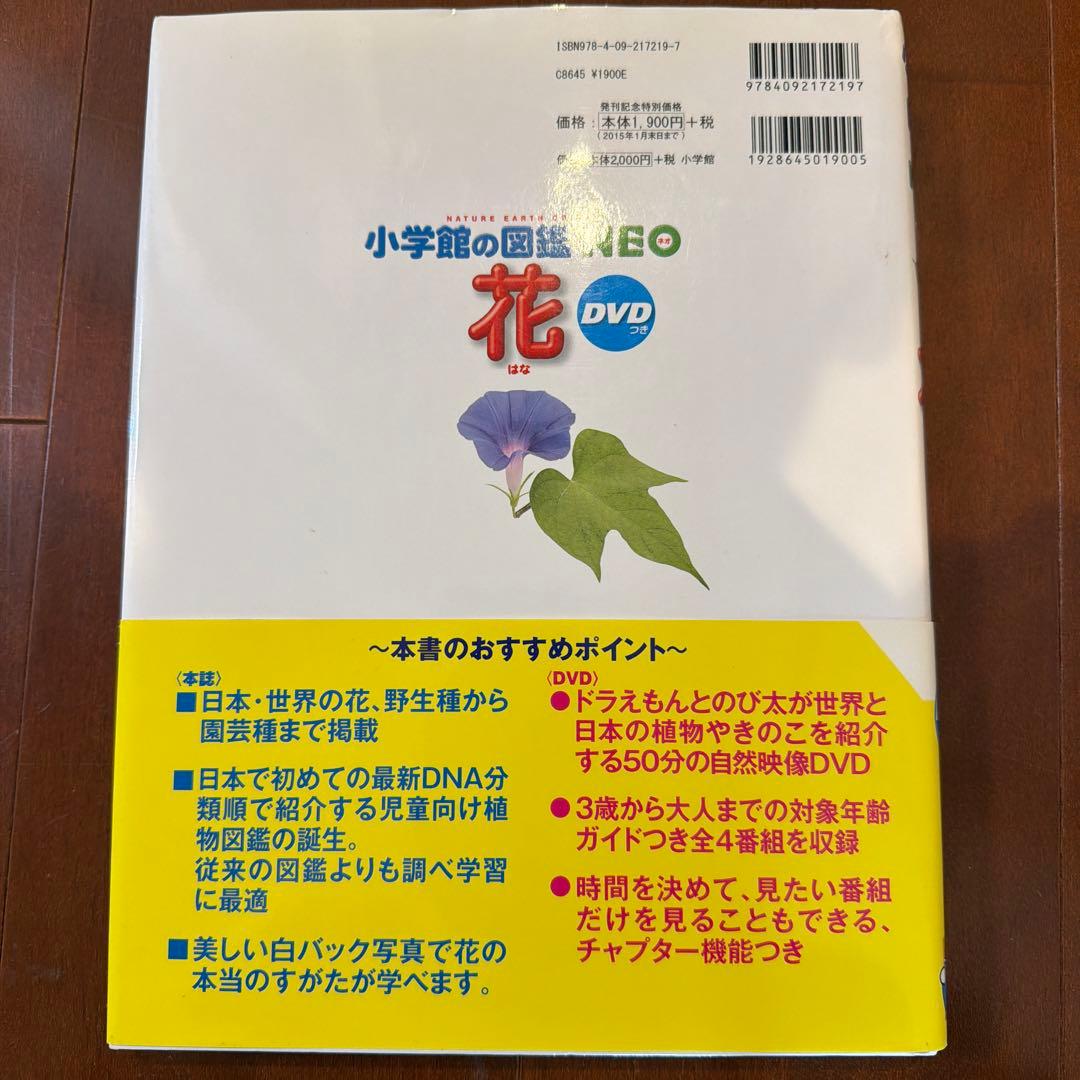 ISBN978-4-09-217219-7
C8645 ¥1900E
9784092172197
発刊記念特別価格
価格：本体1,900円＋税
（2015年1月末日まで）
本体2,000円＋税 小学館
1928645019005
NATURE EARTH
小学館の図鑑 NEO
ネオ
花
はな
DVD
つき
〜本書のおすすめポイント〜
〈本誌〉
■日本・世界の花、野生種から
園芸種まで掲載
■日本で初めての最新DNA分
類順で紹介する児童向け植
物図鑑の誕生。
従来の図鑑よりも調べ学習
に最適
■美しい白バック写真で花の
本当のすがたが学べます。
〈DVD〉
●ドラえもんとのび太が世界と
日本の植物やきのこを紹介
する50分の自然映像DVD
●3歳から大人までの対象年齢
ガイドつき全4番組を収録
●時間を決めて、見たい番組
だけを見ることもできる、
チャプター機能つき